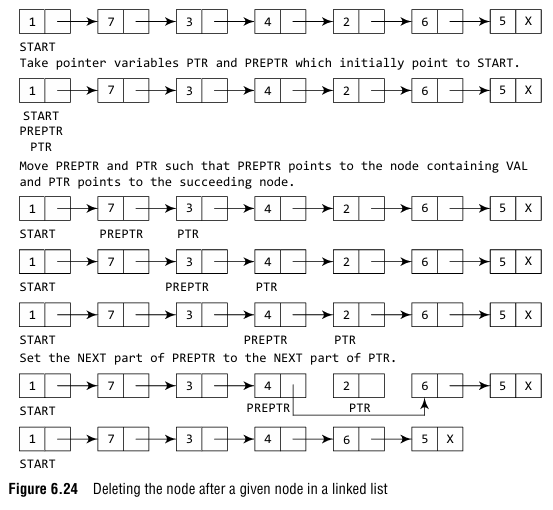 1 7 3 4 2 6 5 X
START
Take pointer variables PTR and PREPTR which initially point to START.
1 7 3 4 2 6 5 X
START
PREPTR
PTR
Move PREPTR and PTR such that PREPTR points to the node containing VAL
and PTR points to the succeeding node.
1 7 3 4 2 6 5 X
START PREPTR PTR
1 7 3 4 2 6 5 X
START PREPTR PTR
1 7 3 4 2 6 5 X
START PREPTR PTR
Set the NEXT part of PREPTR to the NEXT part of PTR.
1 7 3 4 2 6 5 X
START PREPTR PTR
1 7 3 4 6 5 X
START
Figure 6.24 Deleting the node after a given node in a linked list